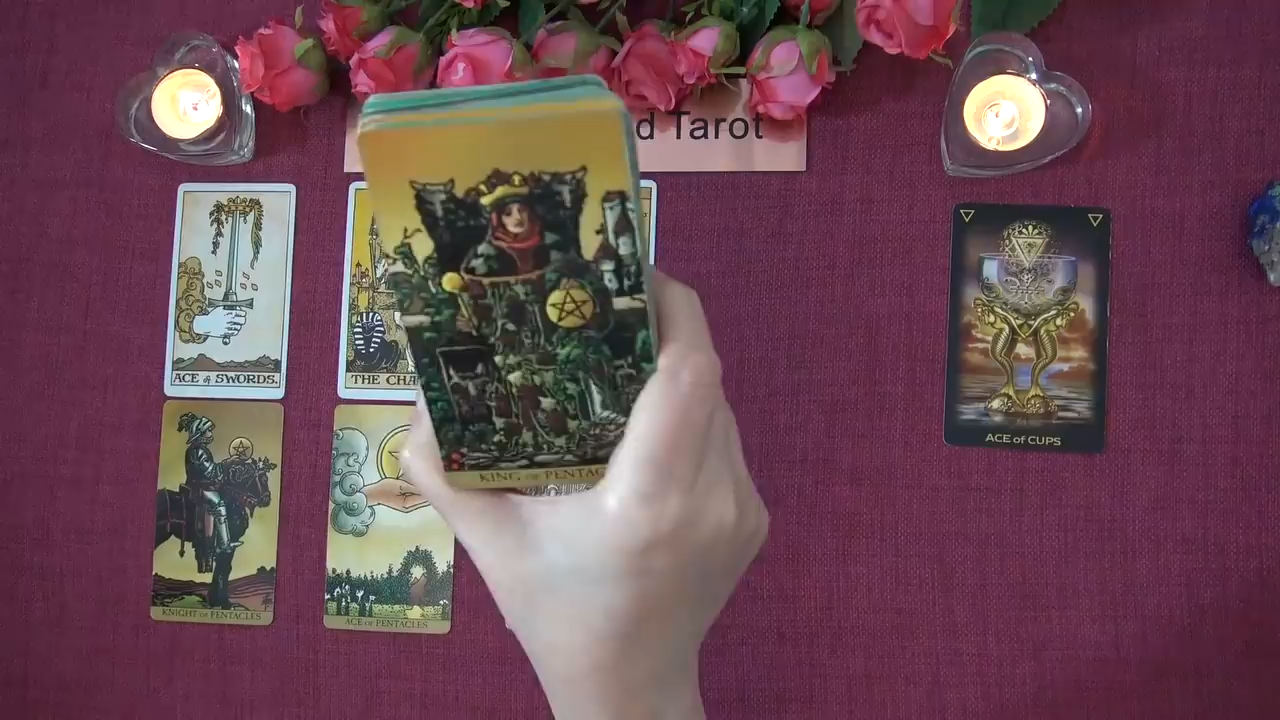 d Tarot
ACE of SWORDS.
THE CHA
KING OF PENTAC
ACE of CUPS
KNIGHT OF PENTACLES
ACE OF PENTACLES